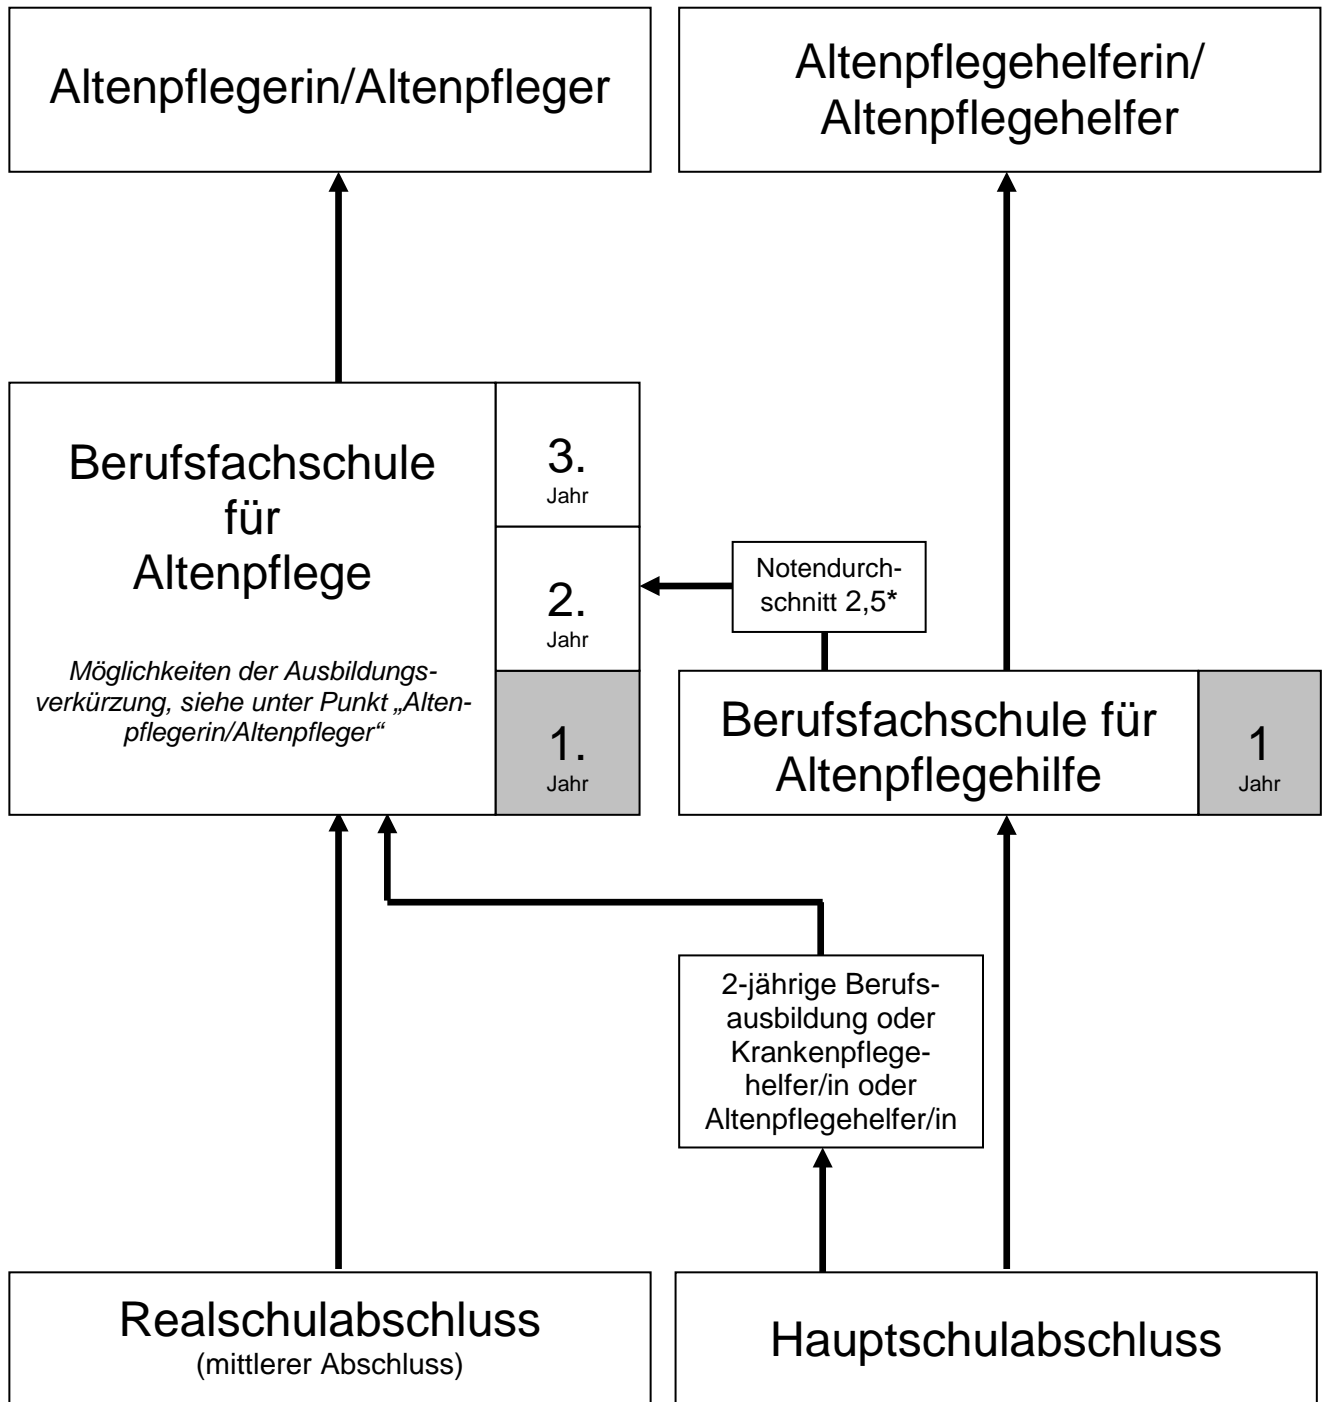 Altenpflegerin/Altenpfleger
Altenpflegehelferin/
Altenpflegehelfer
Berufsfachschule
für
Altenpflege
Möglichkeiten der Ausbildungs-
verkürzung, siehe unter Punkt „Alten-
pflegerin/Altenpfleger“
3.
Jahr
2.
Jahr
1.
Jahr
Notendurch-
schnitt 2,5*
Berufsfachschule für
Altenpflegehilfe
1
Jahr
2-jährige Berufs-
ausbildung oder
Krankenpflege-
helfer/in oder
Altenpflegehelfer/in
Realschulabschluss
(mittlerer Abschluss)
Hauptschulabschluss